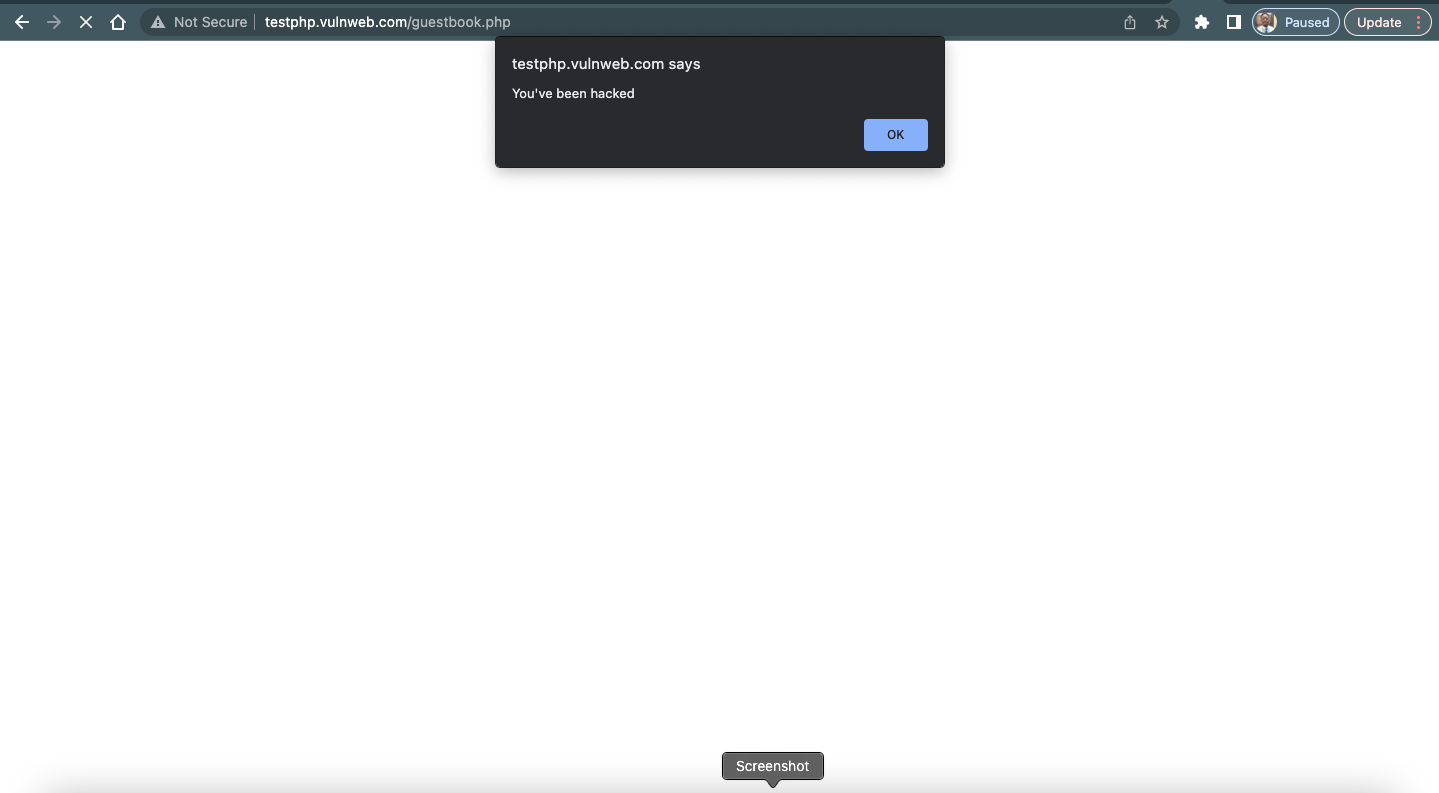 Not Secure testphp.vulnweb.com/guestbook.php Paused Update
testphp.vulnweb.com says
You've been hacked
OK
Screenshot